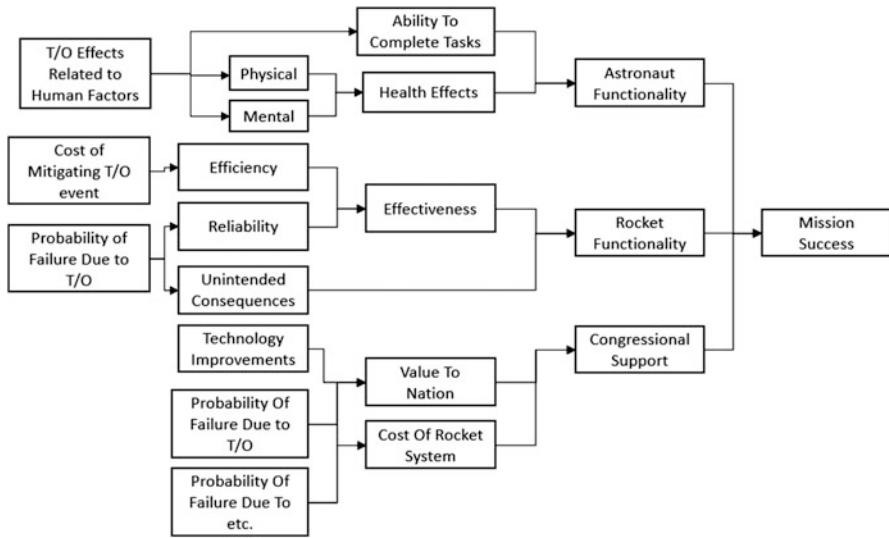 T/O Effects
Related to
Human Factors
Physical
Mental
Ability To
Complete Tasks
Health Effects
Astronaut
Functionality
Cost of
Mitigating T/O
event
Efficiency
Probability of
Failure Due to
T/O
Reliability
Unintended
Consequences
Effectiveness
Rocket
Functionality
Mission
Success
Technology
Improvements
Probability Of
Failure Due to
T/O
Probability Of
Failure Due To
etc.
Value To
Nation
Cost Of Rocket
System
Congressional
Support